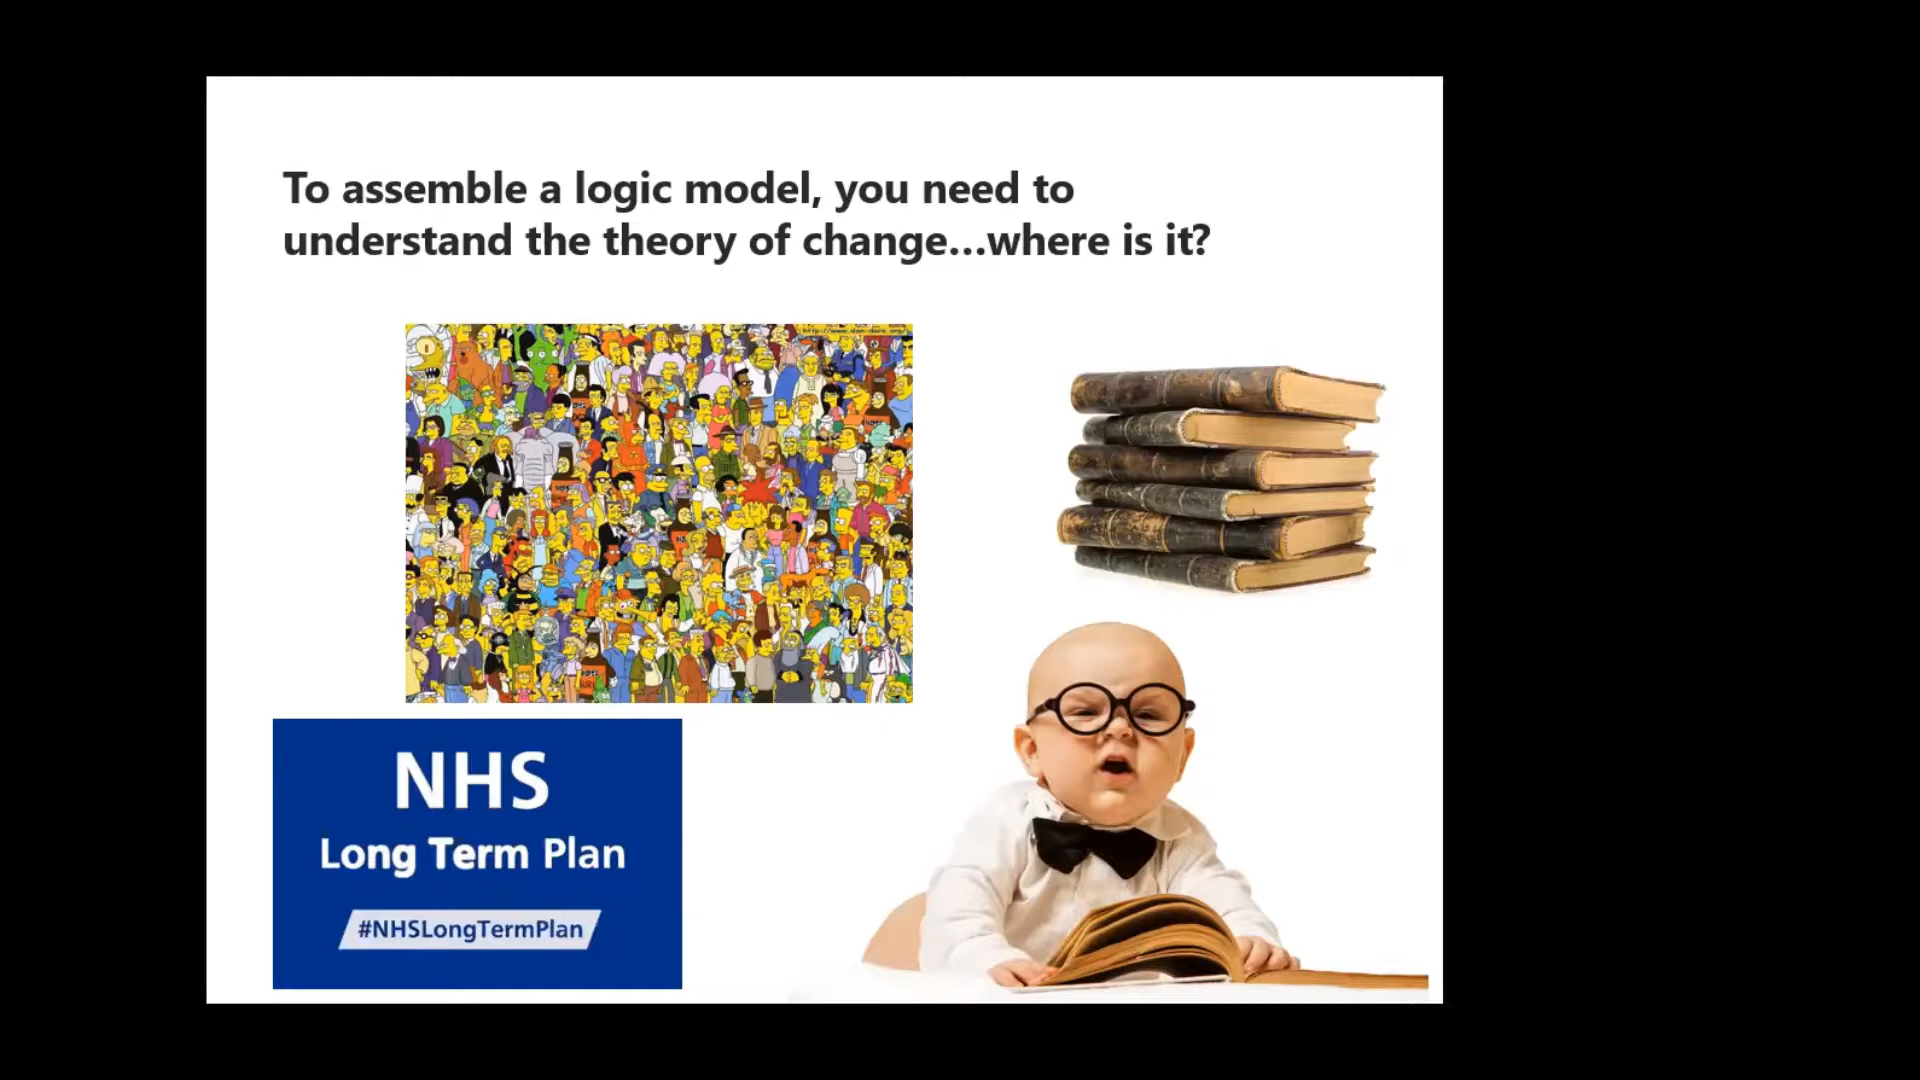 To assemble a logic model, you need to
understand the theory of change...where is it?
NHS
Long Term Plan
#NHSLongTermPlan